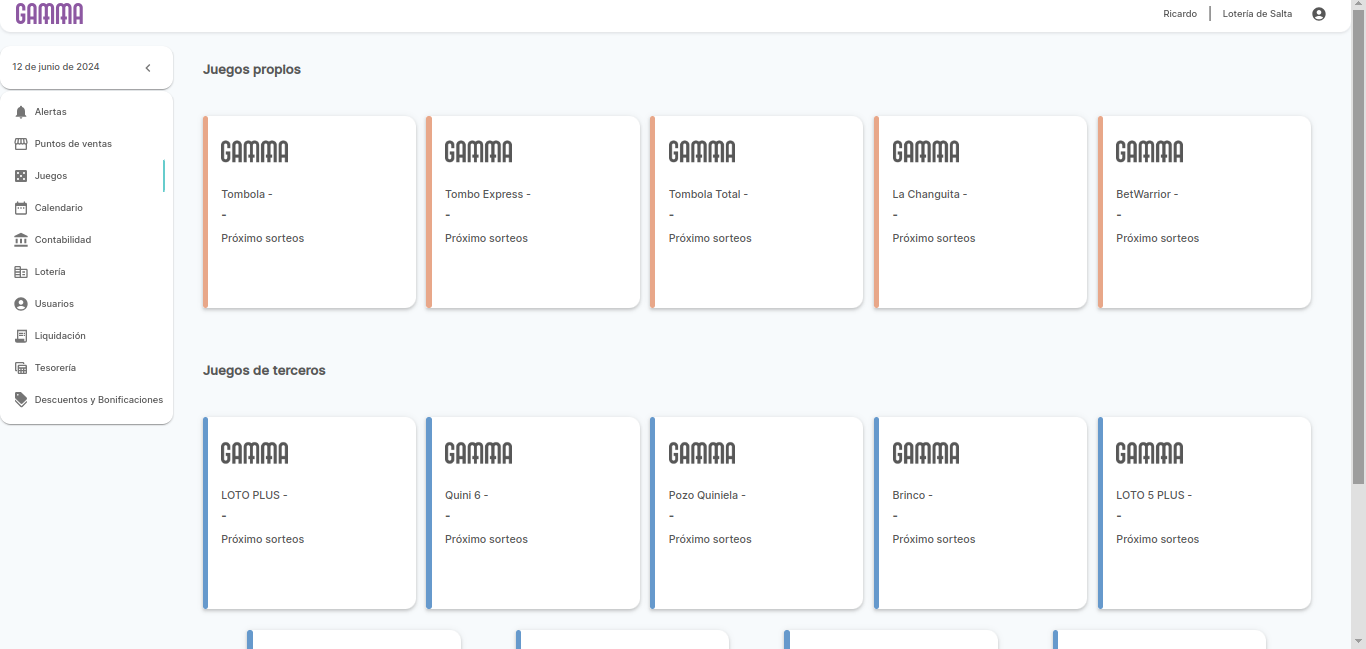 GAMMA
Ricardo
Lotería de Salta
12 de junio de 2024
Alertas
Puntos de ventas
Juegos
Calendario
Contabilidad
Lotería
Usuarios
Liquidación
Tesorería
Descuentos y Bonificaciones
Juegos propios
GAMMA
Tombola -
-
Próximo sorteos
GAMMA
Tombo Express -
-
Próximo sorteos
GAMMA
Tombola Total -
-
Próximo sorteos
GAMMA
La Changuita -
-
Próximo sorteos
GAMMA
BetWarrior -
-
Próximo sorteos
Juegos de terceros
GAMMA
LOTO PLUS -
-
Próximo sorteos
GAMMA
Quini 6 -
-
Próximo sorteos
GAMMA
Pozo Quiniela -
-
Próximo sorteos
GAMMA
Brinco -
-
Próximo sorteos
GAMMA
LOTO 5 PLUS -
-
Próximo sorteos